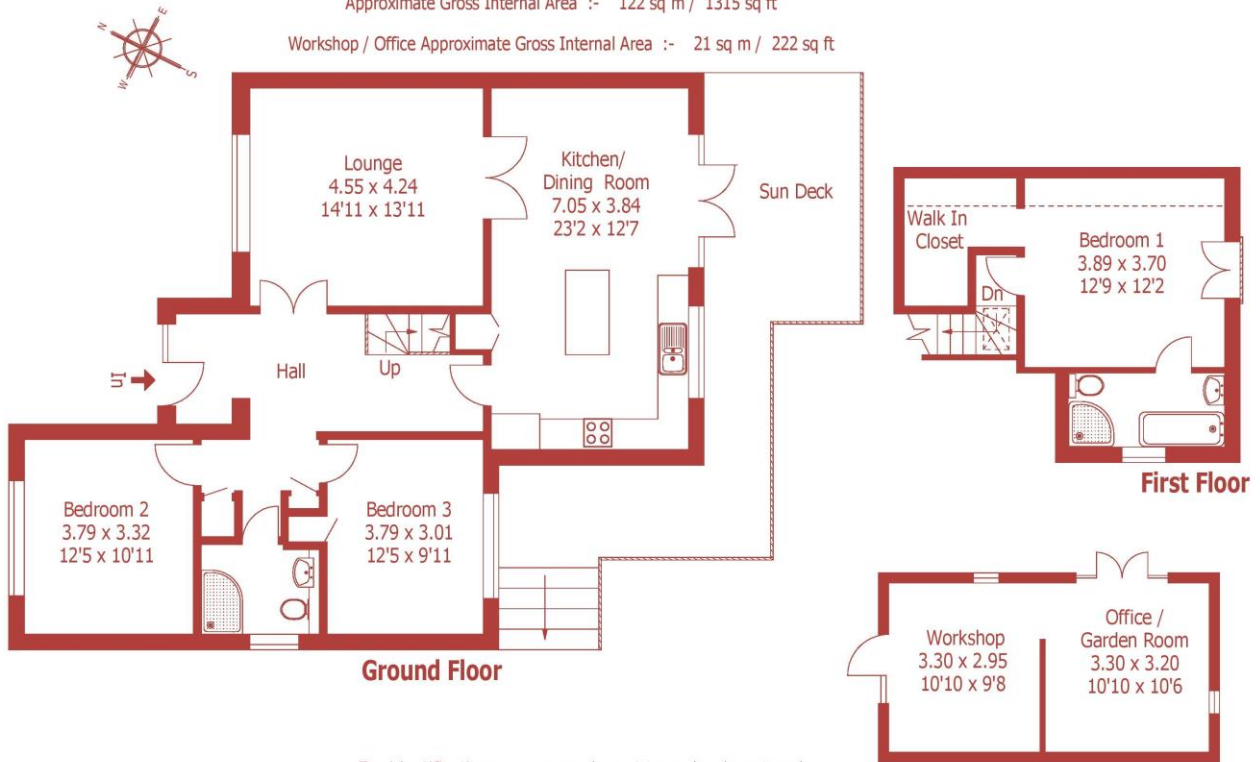 Approximate Gross Internal Area :- 122 sq m / 1315 sq ft
Workshop / Office Approximate Gross Internal Area :- 21 sq m / 222 sq ft
N
E
S
W
Lounge
4.55 x 4.24
14'11 x 13'11
Kitchen/
Dining Room
7.05 x 3.84
23'2 x 12'7
Sun Deck
In
Hall
Up
Bedroom 2
3.79 x 3.32
12'5 x 10'11
Bedroom 3
3.79 x 3.01
12'5 x 9'11
Ground Floor
Walk In
Closet
Bedroom 1
3.89 x 3.70
12'9 x 12'2
Dn
First Floor
Workshop
3.30 x 2.95
10'10 x 9'8
Office /
Garden Room
3.30 x 3.20
10'10 x 10'6